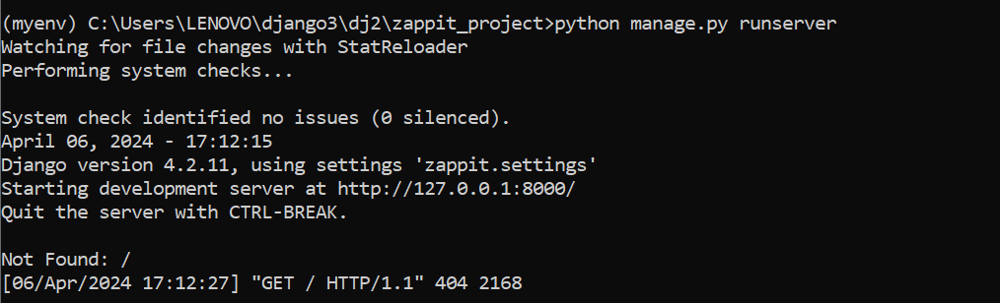 (myenv) C:\Users\LENOVO\django3\dj2\zappit_project>python manage.py runserver
Watching for file changes with StatReloader
Performing system checks...
System check identified no issues (0 silenced).
April 06, 2024 - 17:12:15
Django version 4.2.11, using settings 'zappit.settings'
Starting development server at http://127.0.0.1:8000/
Quit the server with CTRL-BREAK.
Not Found: /
[06/Apr/2024 17:12:27] "GET / HTTP/1.1" 404 2168